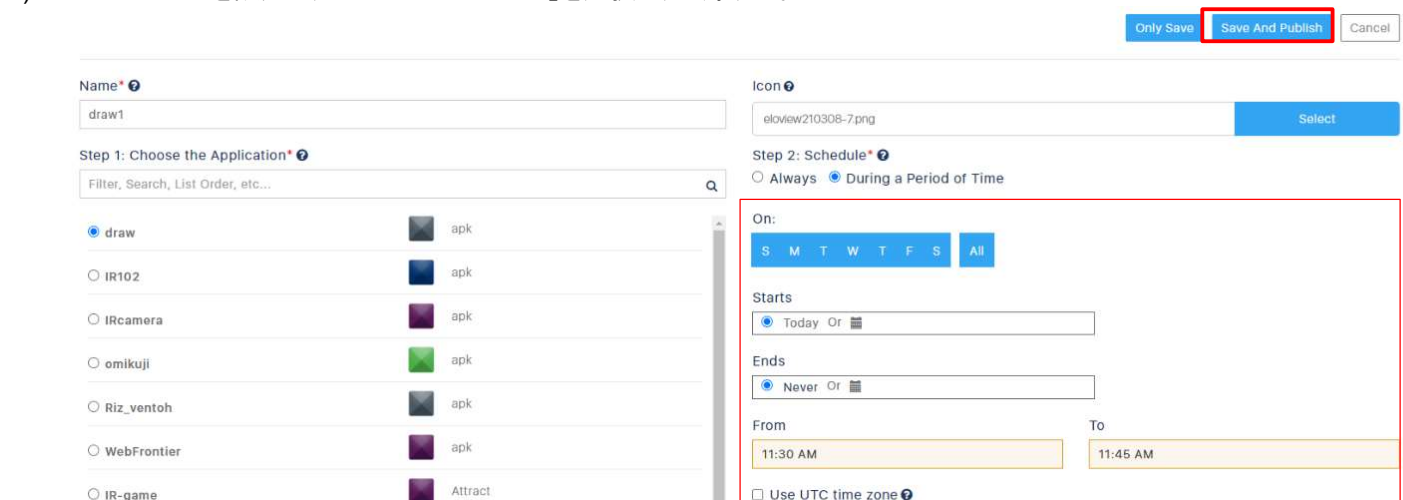 Only Save Save And Publish Cancel
Name*
draw1
Icon
eloview210308-7.png Select
Step 1: Choose the Application*
Filter, Search, List Order, etc...
draw apk
IR102 apk
IRcamera apk
omikuji apk
Riz_ventoh apk
WebFrontier apk
IR-game Attract
Step 2: Schedule*
Always During a Period of Time
On:
S M T W T F S All
Starts
Today Or
Ends
Never Or
From To
11:30 AM 11:45 AM
Use UTC time zone